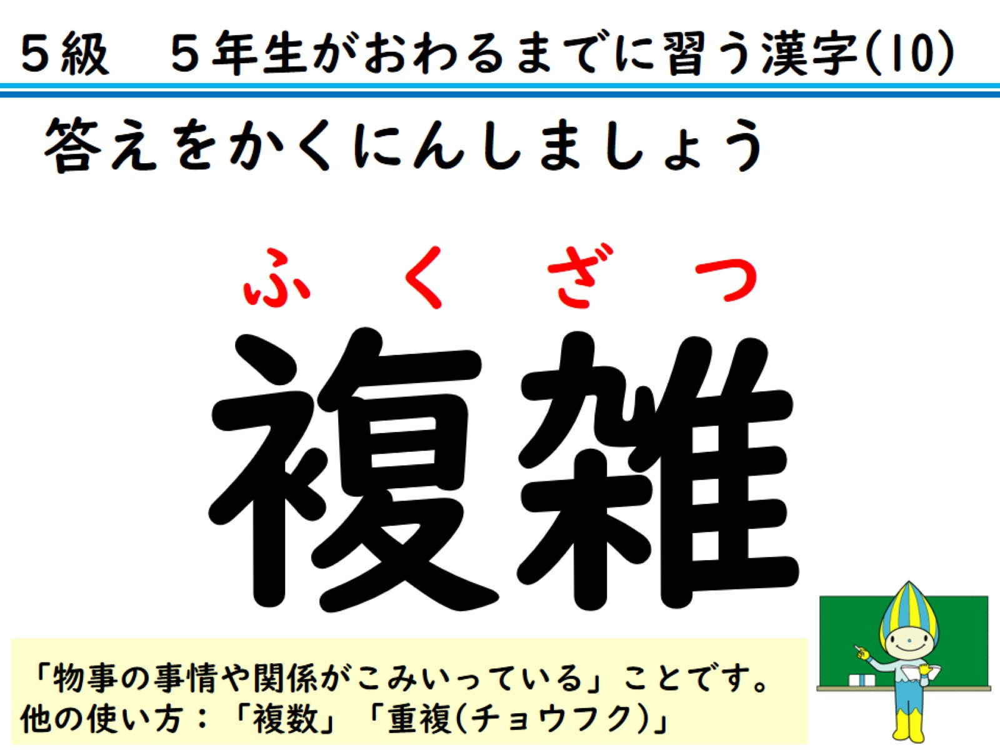 ５級　５年生がおわるまでに習う漢字(10)
答えをかくにんしましょう
ふくざつ
複雑
「物事の事情や関係がこみいっている」ことです。
他の使い方：「複数」「重複(チョウフク)」